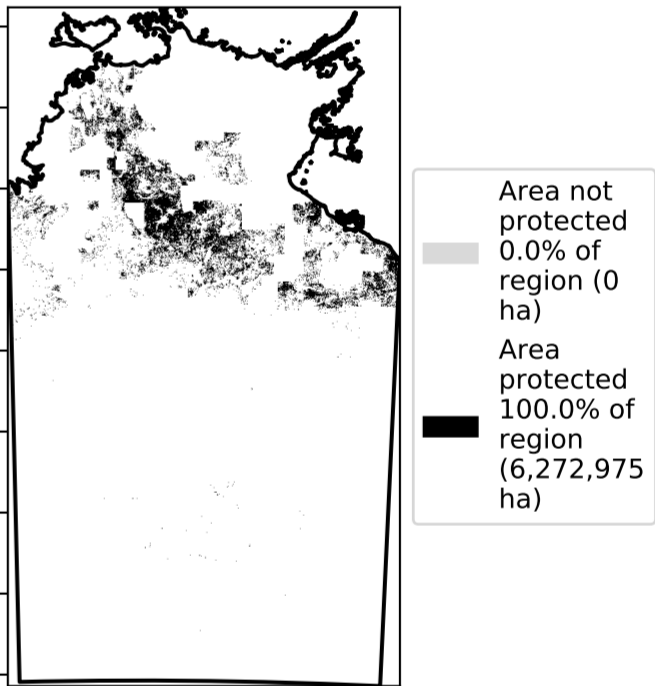 Area not
protected
0.0% of
region (0
ha)
Area
protected
100.0% of
region
(6,272,975
ha)